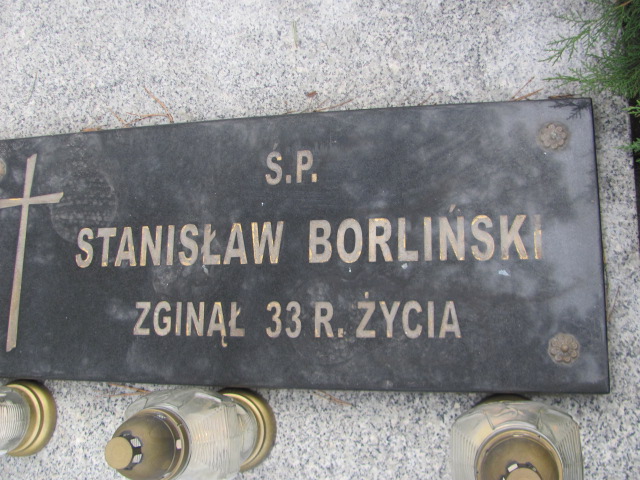 Ś.P.
STANISŁAW BORLIŃSKI
ZGINĄŁ 33 R. ŻYCIA